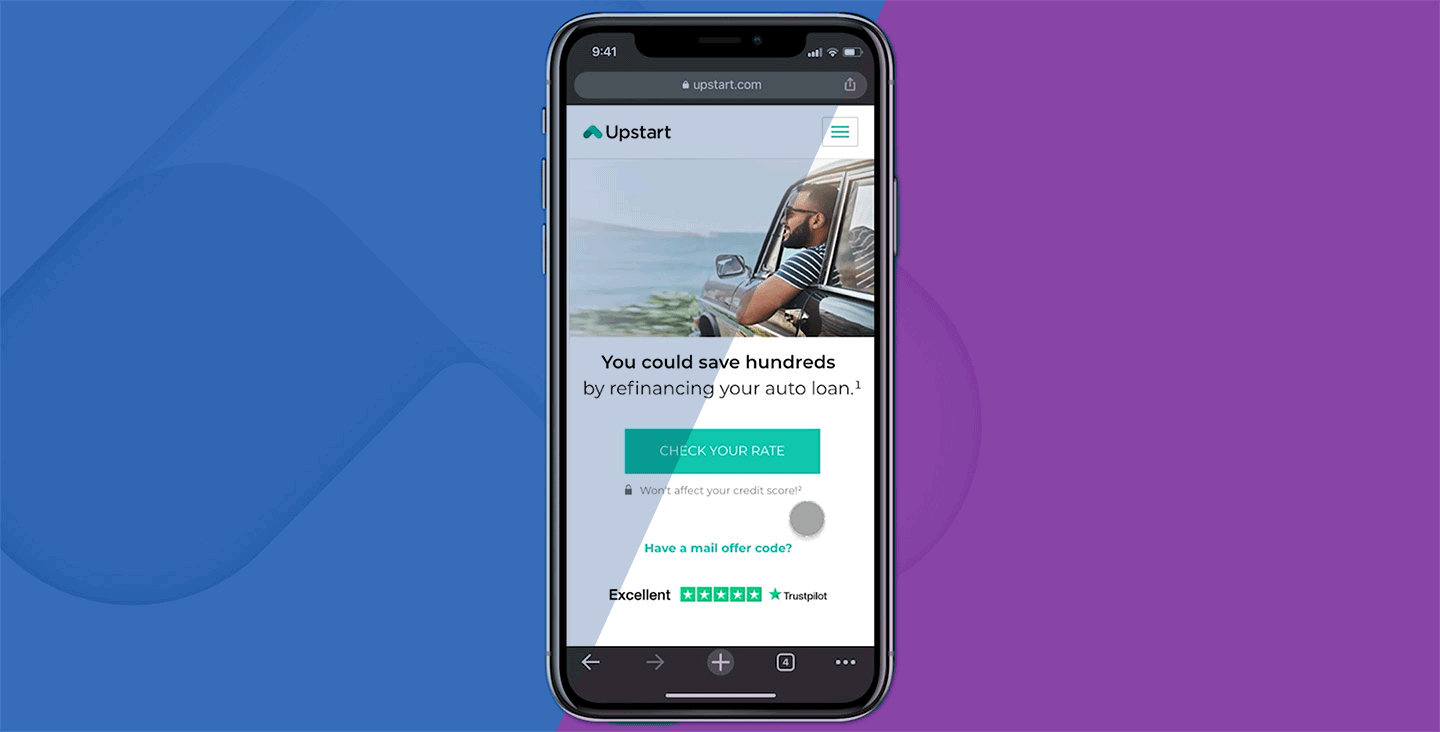 9:41
upstart.com
Upstart
You could save hundreds
by refinancing your auto loan.¹
CHECK YOUR RATE
Won't affect your credit score!²
Have a mail offer code?
Excellent Trustpilot
4